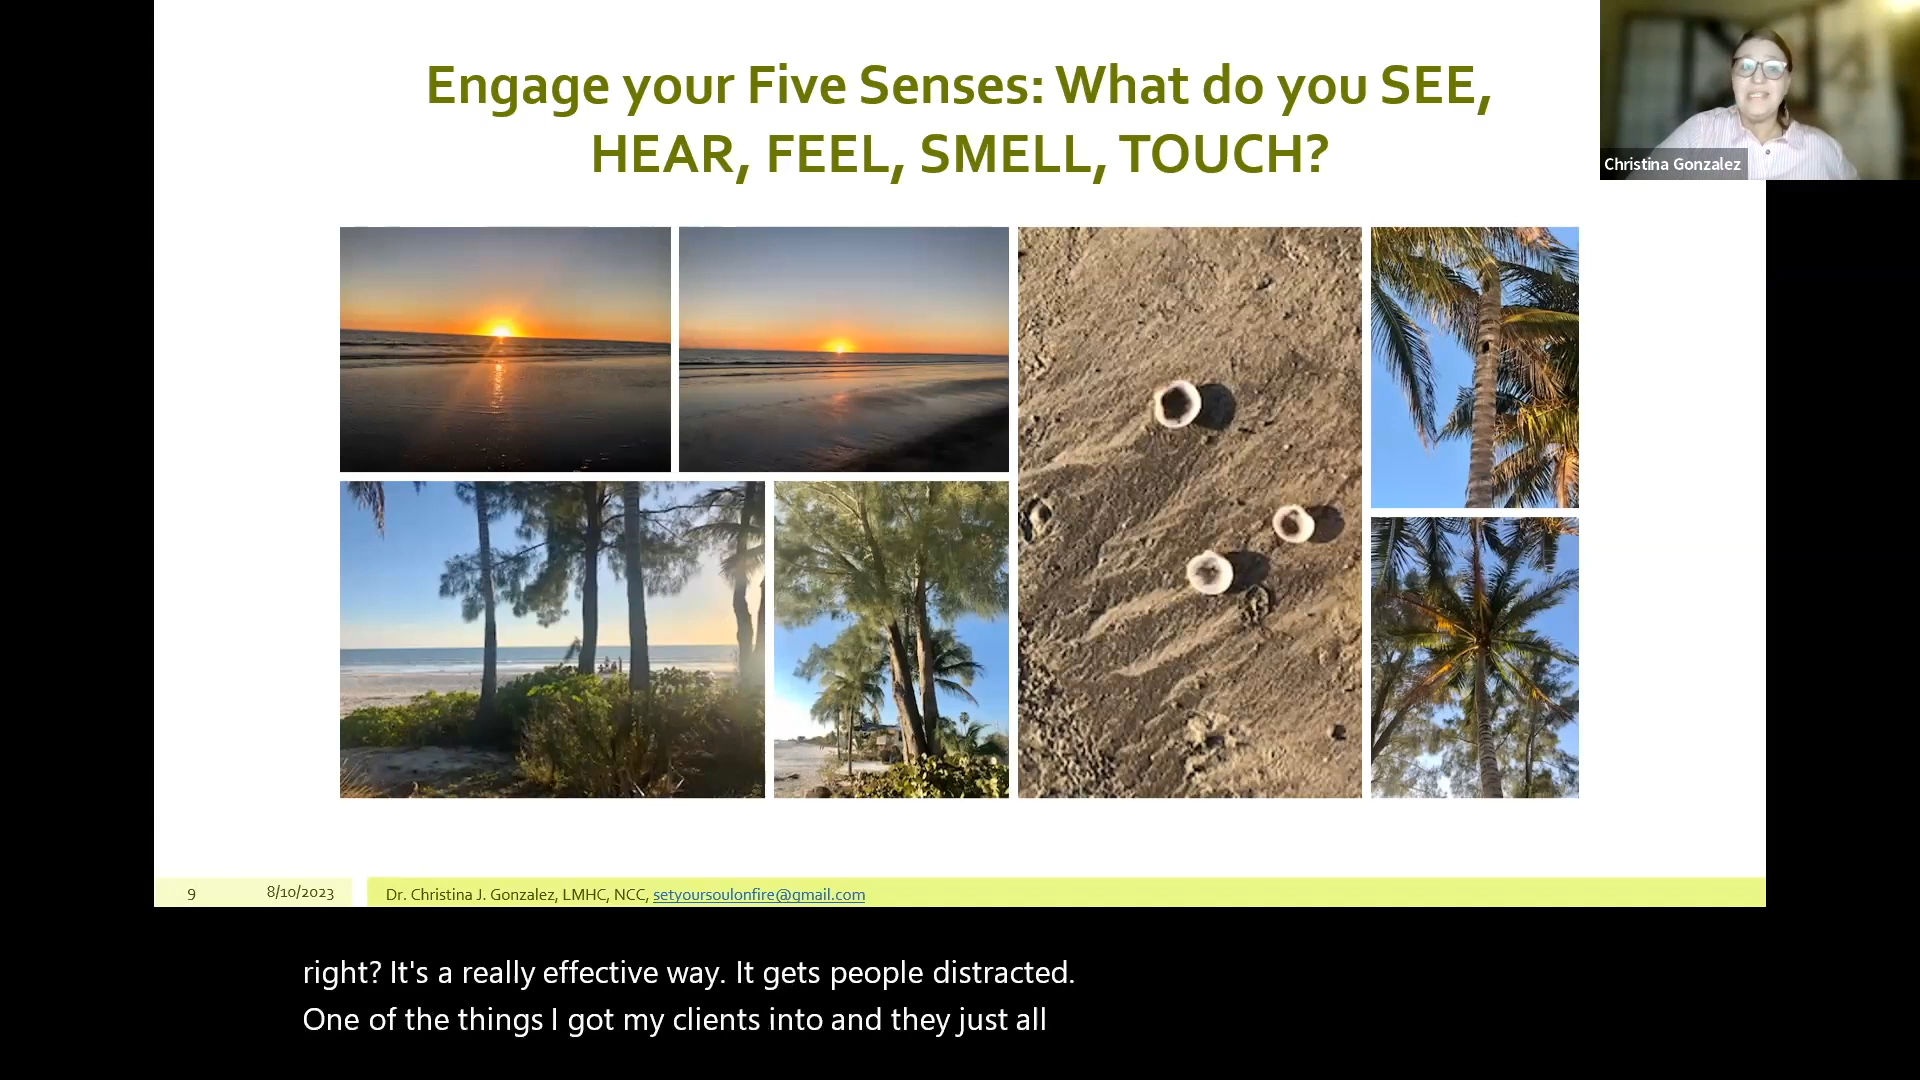 Engage your Five Senses: What do you SEE,
HEAR, FEEL, SMELL, TOUCH?
Christina Gonzalez
9
8/10/2023
Dr. Christina J. Gonzalez, LMHC, NCC, setyoursoulonfire@gmail.com
right? It's a really effective way. It gets people distracted.
One of the things I got my clients into and they just all